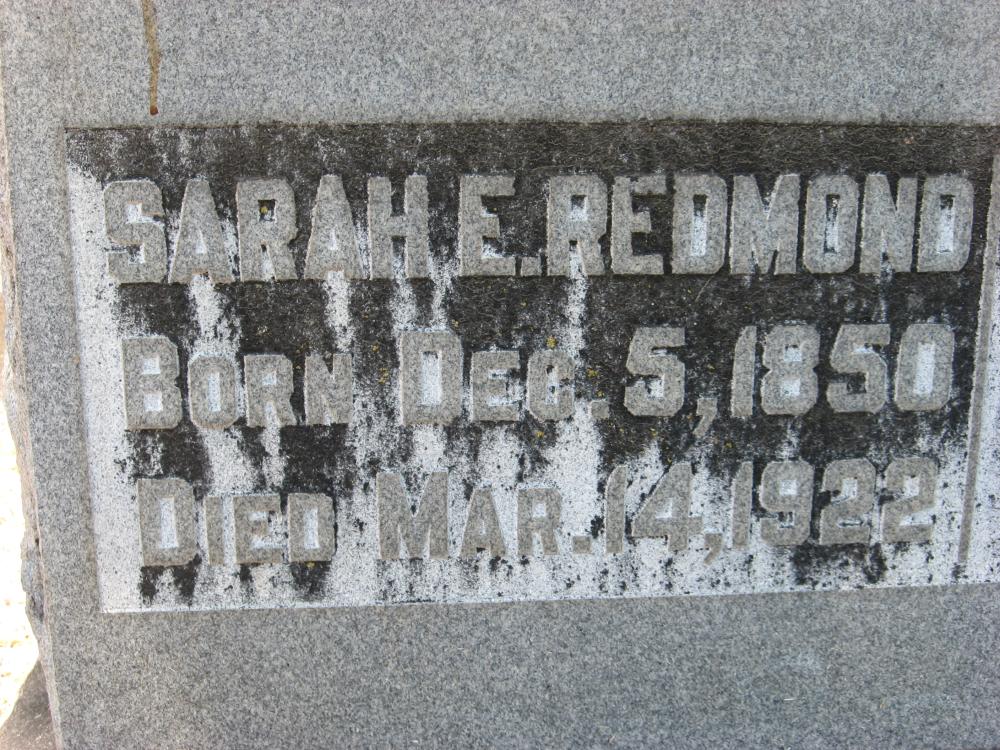 SARAH E. REDMOND
BORN DEC. 5, 1850
DIED MAR. 14, 1922